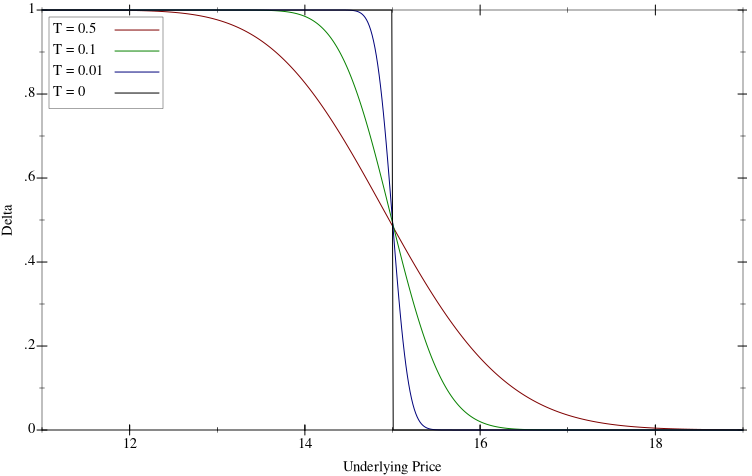 1
T = 0.5
T = 0.1
T = 0.01
T = 0
.8
.6
Delta
.4
.2
0
12 14 16 18
Underlying Price